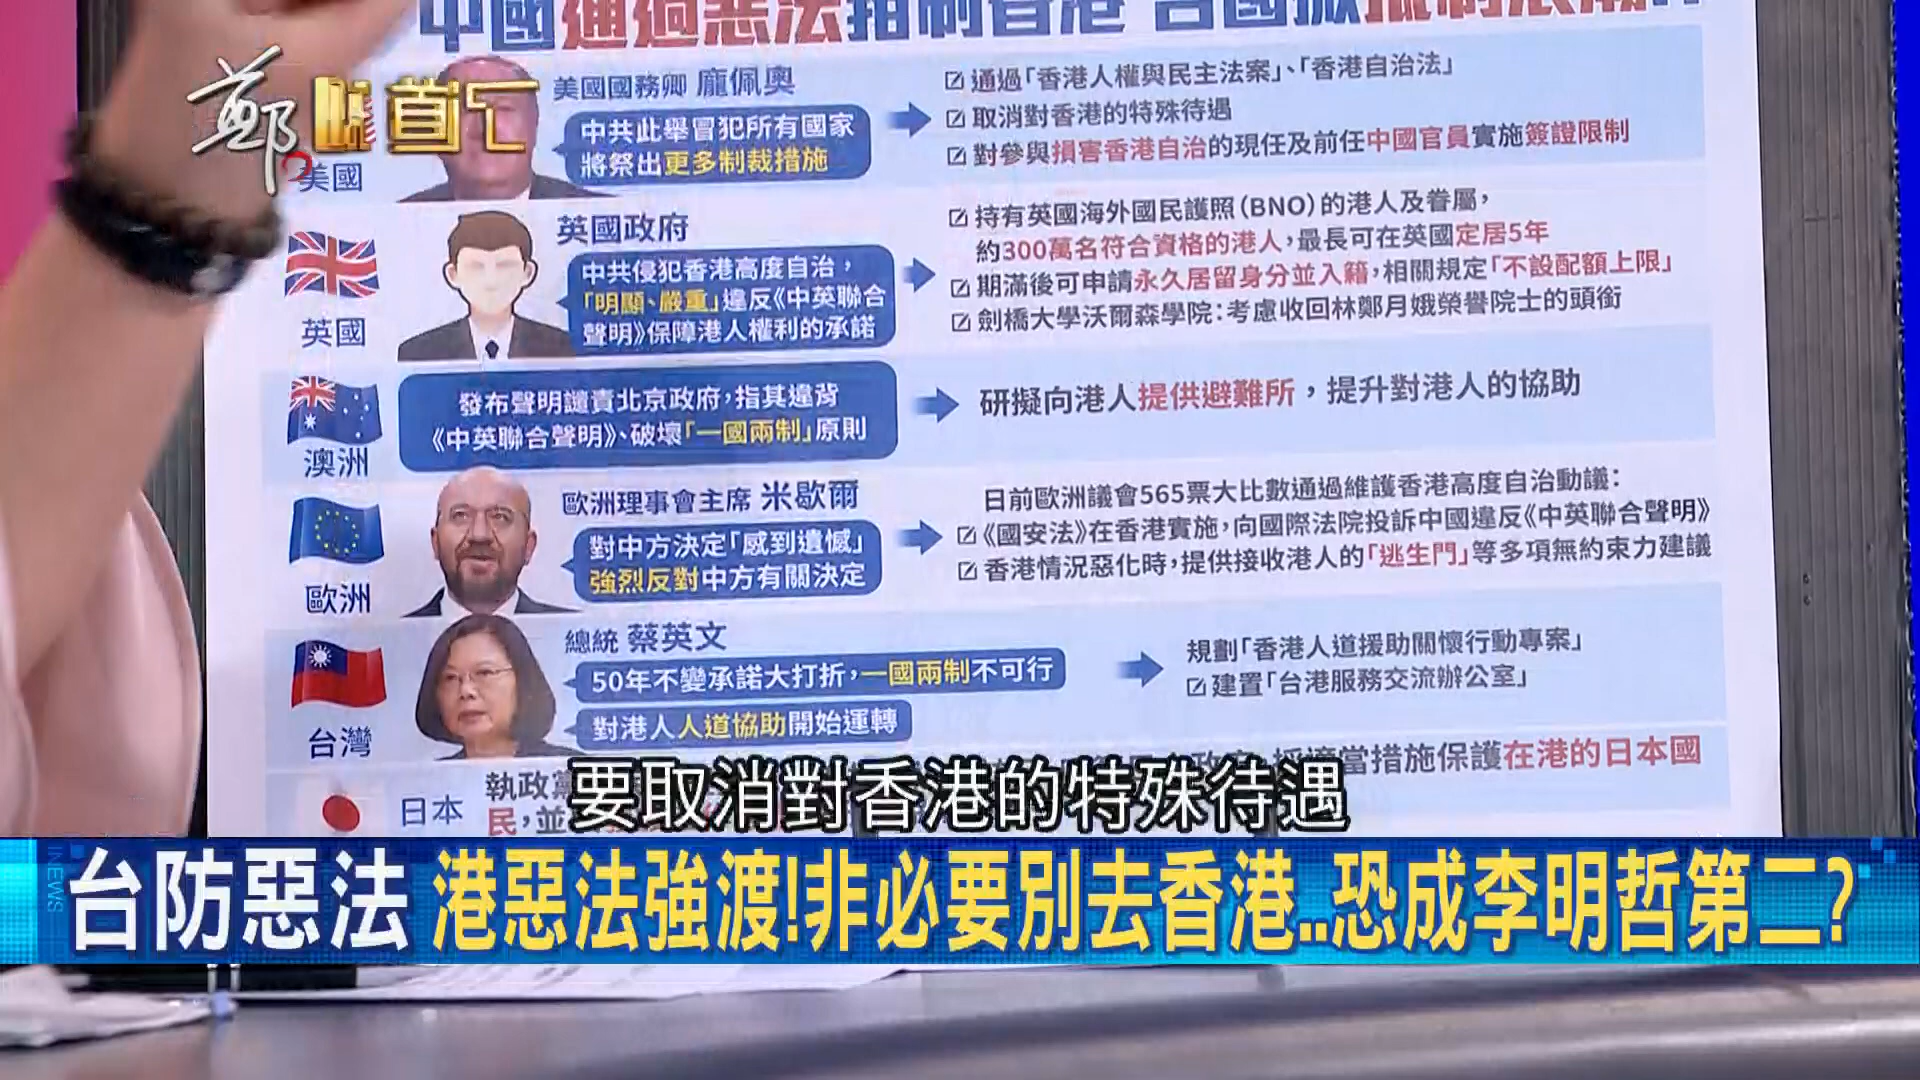 中國通過惡法箝制香港 各國掀抵制浪潮
美國
美國國務卿 龐佩奧
中共此舉冒犯所有國家
將祭出更多制裁措施
通過「香港人權與民主法案」、「香港自治法」
取消對香港的特殊待遇
對參與損害香港自治的現任及前任中國官員實施簽證限制
英國
英國政府
中共侵犯香港高度自治，
「明顯、嚴重」違反《中英聯合
聲明》保障港人權利的承諾
持有英國海外國民護照(BNO)的港人及眷屬，
約300萬名符合資格的港人，最長可在英國定居5年
期滿後可申請永久居留身分並入籍，相關規定「不設配額上限」
劍橋大學沃爾森學院：考慮收回林鄭月娥榮譽院士的頭銜
澳洲
發布聲明譴責北京政府，指其違背
《中英聯合聲明》、破壞「一國兩制」原則
研擬向港人提供避難所，提升對港人的協助
歐洲
歐洲理事會主席 米歇爾
對中方決定「感到遺憾」
強烈反對中方有關決定
日前歐洲議會565票大比數通過維護香港高度自治動議：
《國安法》在香港實施，向國際法院投訴中國違反《中英聯合聲明》
香港情況惡化時，提供接收港人的「逃生門」等多項無約束力建議
台灣
總統 蔡英文
50年不變承諾大打折，一國兩制不可行
對港人人道協助開始運轉
規劃「香港人道援助關懷行動專案」
建置「台港服務交流辦公室」
日本
執政黨
當措施保護在港的日本國
民，並
鄭 首
要取消對香港的特殊待遇
NEWS
台防惡法 港惡法強渡!非必要別去香港..恐成李明哲第二?